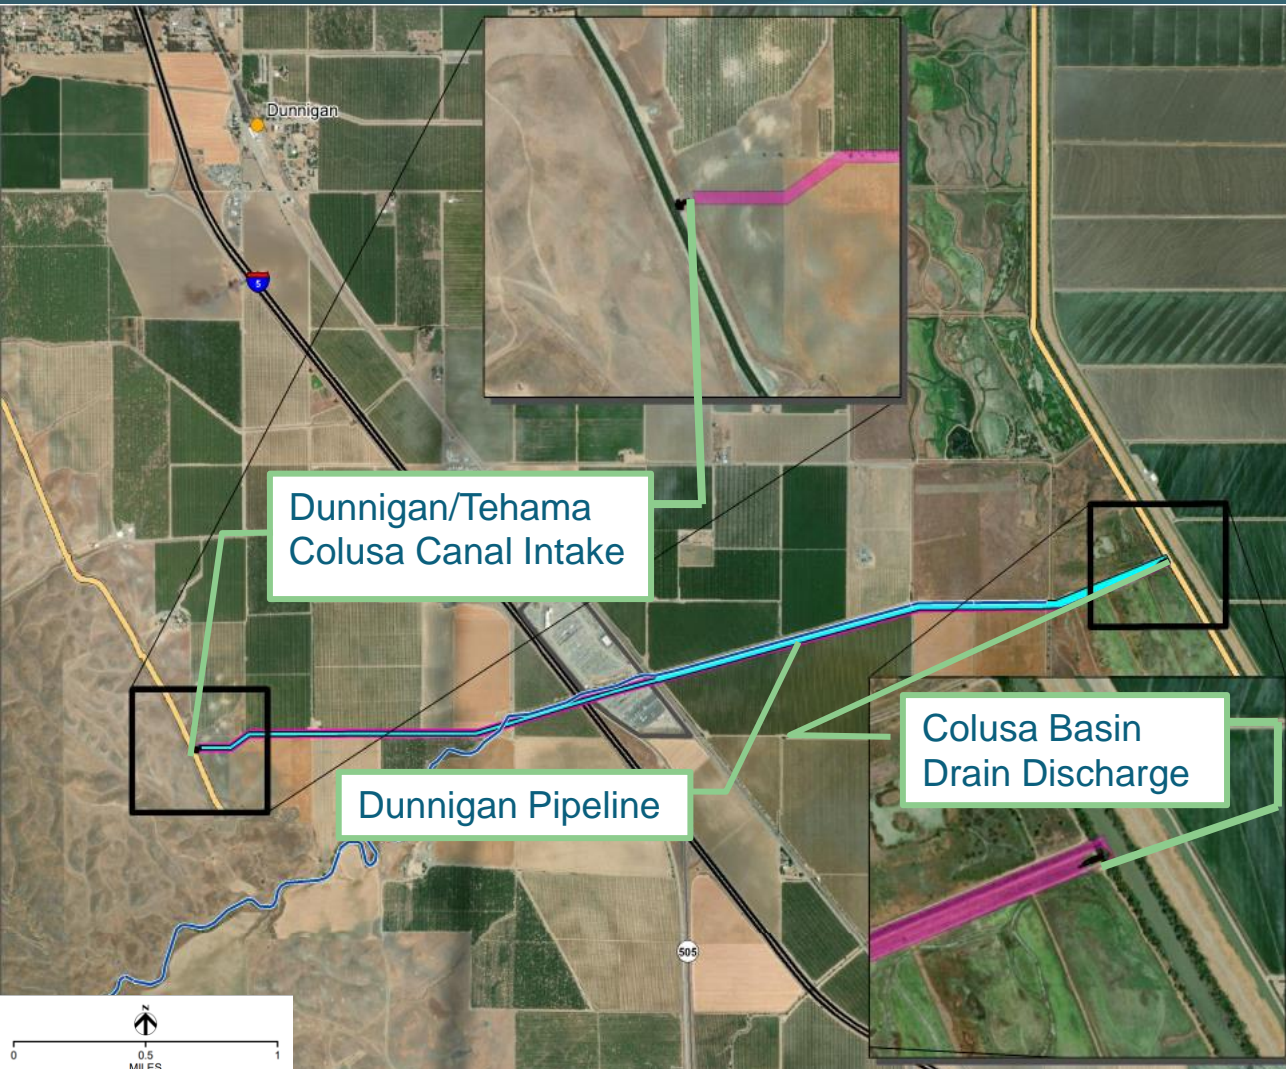 Dunnigan
5
Dunnigan/Tehama
Colusa Canal Intake
Colusa Basin
Drain Discharge
Dunnigan Pipeline
505
N
0 0.5 1
MILES